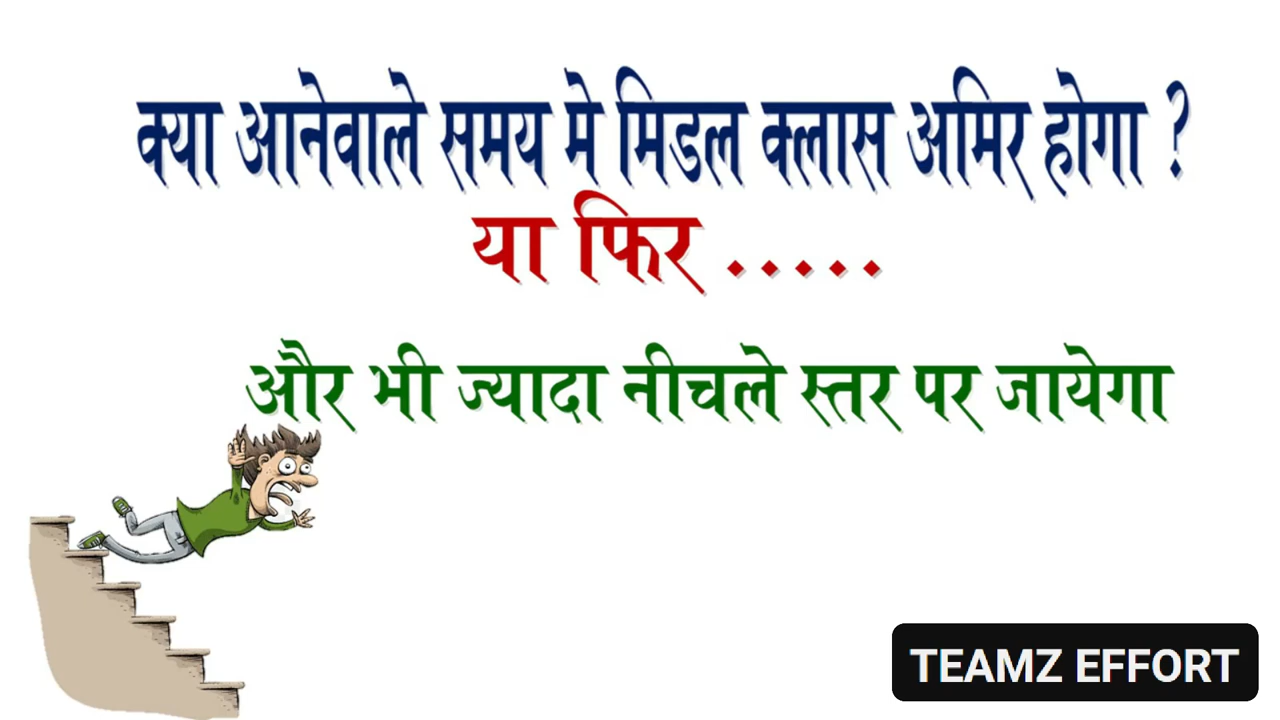 क्या आनेवाले समय मे मिडल क्लास अमिर होगा ?
या फिर .....
और भी ज्यादा नीचले स्तर पर जायेगा
TEAMZ EFFORT